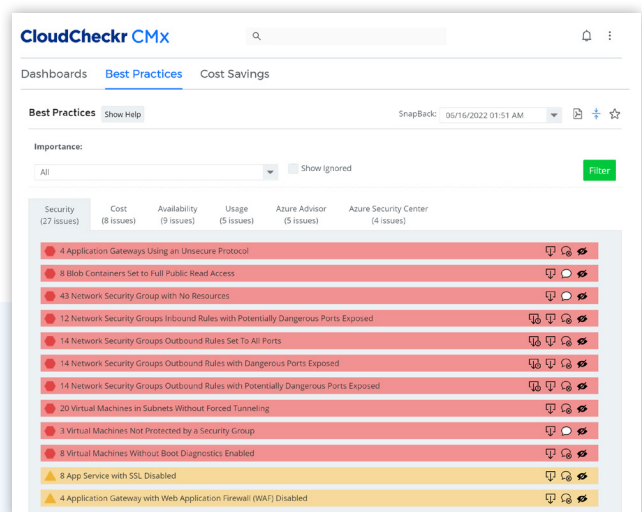 CloudCheckr CMx
Dashboards Best Practices Cost Savings
Best Practices Show Help SnapBack: 06/16/2022 01:51 AM
Importance:
All Show Ignored Filter
Security Cost Availability Usage Azure Advisor Azure Security Center
(27 issues) (8 issues) (9 issues) (5 issues) (5 issues) (4 issues)
4 Application Gateways Using an Unsecure Protocol
8 Blob Containers Set to Full Public Read Access
43 Network Security Group with No Resources
12 Network Security Groups Inbound Rules with Potentially Dangerous Ports Exposed
14 Network Security Groups Outbound Rules Set To All Ports
14 Network Security Groups Outbound Rules with Dangerous Ports Exposed
14 Network Security Groups Outbound Rules with Potentially Dangerous Ports Exposed
20 Virtual Machines in Subnets Without Forced Tunneling
3 Virtual Machines Not Protected by a Security Group
8 Virtual Machines Without Boot Diagnostics Enabled
8 App Service with SSL Disabled
4 Application Gateway with Web Application Firewall (WAF) Disabled